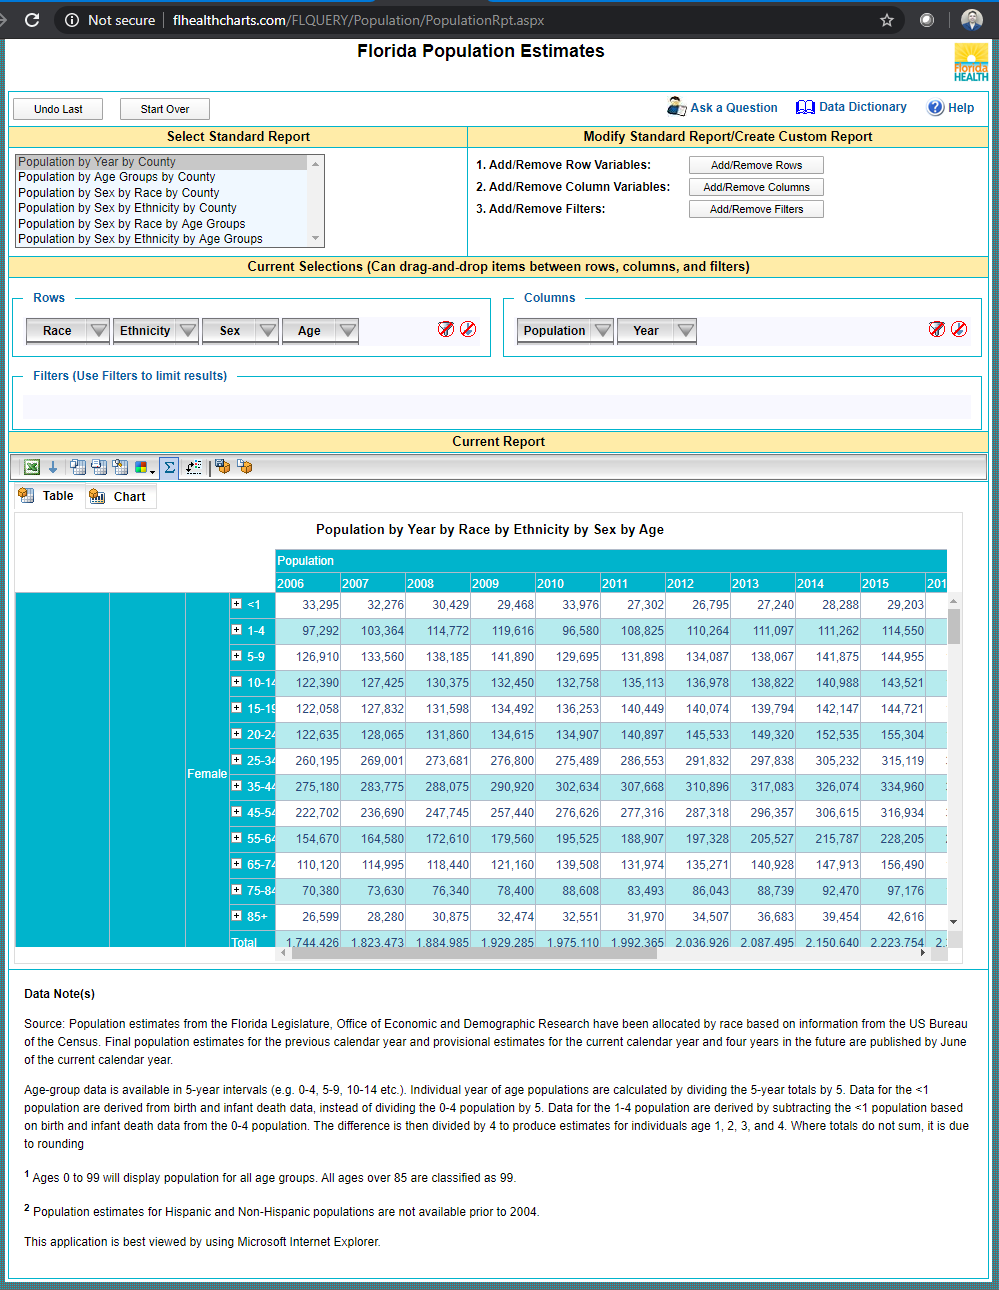 Not secure | flhealthcharts.com/FLQUERY/Population/PopulationRpt.aspx
Florida Population Estimates
Florida
HEALTH
Undo Last Start Over Ask a Question Data Dictionary Help
Select Standard Report Modify Standard Report/Create Custom Report
Population by Year by County
Population by Age Groups by County
Population by Sex by Race by County
Population by Sex by Ethnicity by County
Population by Sex by Race by Age Groups
Population by Sex by Ethnicity by Age Groups
1. Add/Remove Row Variables: Add/Remove Rows
2. Add/Remove Column Variables: Add/Remove Columns
3. Add/Remove Filters: Add/Remove Filters
Current Selections (Can drag-and-drop items between rows, columns, and filters)
Rows Columns
Race Ethnicity Sex Age Population Year
Filters (Use Filters to limit results)
Current Report
Table Chart
Population by Year by Race by Ethnicity by Sex by Age
Population
2006 2007 2008 2009 2010 2011 2012 2013 2014 2015 201
<1 33,295 32,276 30,429 29,468 33,976 27,302 26,795 27,240 28,288 29,203
1-4 97,292 103,364 114,772 119,616 96,580 108,825 110,264 111,097 111,262 114,550
5-9 126,910 133,560 138,185 141,890 129,695 131,898 134,087 138,067 141,875 144,955
10-14 122,390 127,425 130,375 132,450 132,758 135,113 136,978 138,822 140,988 143,521
15-19 122,058 127,832 131,598 134,492 136,253 140,449 140,074 139,794 142,147 144,721
20-24 122,635 128,065 131,860 134,615 134,907 140,897 145,533 149,320 152,535 155,304
25-34 260,195 269,001 273,681 276,800 275,489 286,553 291,832 297,838 305,232 315,119
Female
35-44 275,180 283,775 288,075 290,920 302,634 307,668 310,896 317,083 326,074 334,960
45-54 222,702 236,690 247,745 257,440 276,626 277,316 287,318 296,357 306,615 316,934
55-64 154,670 164,580 172,610 179,560 195,525 188,907 197,328 205,527 215,787 228,205
65-74 110,120 114,995 118,440 121,160 139,508 131,974 135,271 140,928 147,913 156,490
75-84 70,380 73,630 76,340 78,400 88,608 83,493 86,043 88,739 92,470 97,176
85+ 26,599 28,280 30,875 32,474 32,551 31,970 34,507 36,683 39,454 42,616
Total 1,744,426 1,823,473 1,884,985 1,929,285 1,975,110 1,992,365 2,036,926 2,087,495 2,150,640 2,223,754 2,
Data Note(s)
Source: Population estimates from the Florida Legislature, Office of Economic and Demographic Research have been allocated by race based on information from the US Bureau
of the Census. Final population estimates for the previous calendar year and provisional estimates for the current calendar year and four years in the future are published by June
of the current calendar year.
Age-group data is available in 5-year intervals (e.g. 0-4, 5-9, 10-14 etc.). Individual year of age populations are calculated by dividing the 5-year totals by 5. Data for the <1
population are derived from birth and infant death data, instead of dividing the 0-4 population by 5. Data for the 1-4 population are derived by subtracting the <1 population based
on birth and infant death data from the 0-4 population. The difference is then divided by 4 to produce estimates for individuals age 1, 2, 3, and 4. Where totals do not sum, it is due
to rounding
1 Ages 0 to 99 will display population for all age groups. All ages over 85 are classified as 99.
2 Population estimates for Hispanic and Non-Hispanic populations are not available prior to 2004.
This application is best viewed by using Microsoft Internet Explorer.